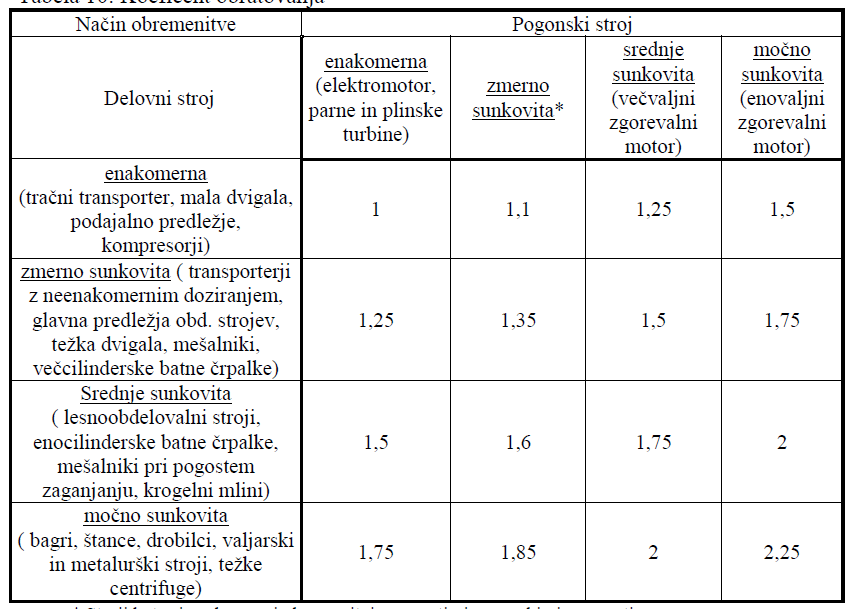 Način obremenitve
Pogonski stroj
Delovni stroj
enakomerna
(elektromotor,
parne in plinske
turbine)
zmerno
sunkovita*
srednje
sunkovita
(večvaljni
zgorevalni
motor)
močno
sunkovita
(enovaljni
zgorevalni
motor)
enakomerna
(tračni transporter, mala dvigala,
podajalno predležje,
kompresorji)
1
1,1
1,25
1,5
zmerno sunkovita ( transporterji
z neenakomernim doziranjem,
glavna predležja obd. strojev,
težka dvigala, mešalniki,
večcilinderske batne črpalke)
1,25
1,35
1,5
1,75
Srednje sunkovita
( lesnoobdelovalni stroji,
enocilinderske batne črpalke,
mešalniki pri pogostem
zaganjanju, krogelni mlini)
1,5
1,6
1,75
2
močno sunkovita
( bagri, štance, drobilci, valjarski
in metalurški stroji, težke
centrifuge)
1,75
1,85
2
2,25